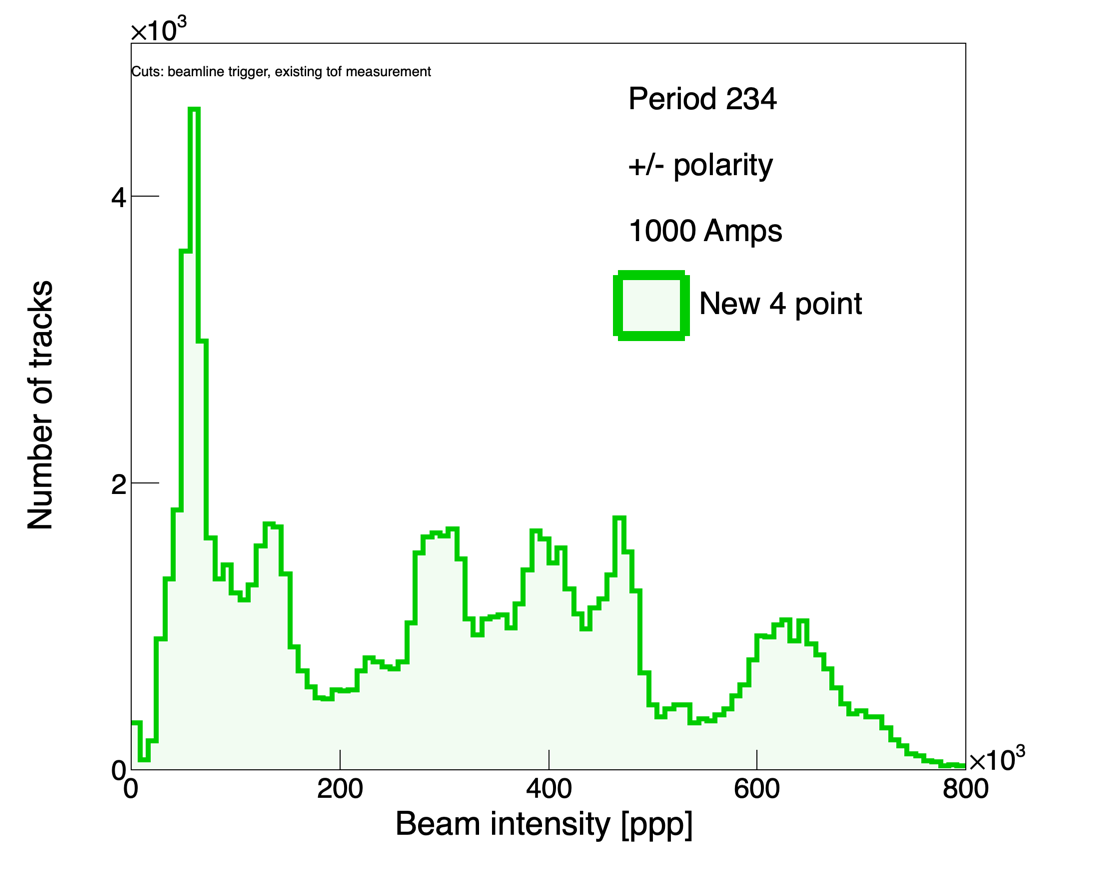 ×10³
Cuts: beamline trigger, existing tof measurement
Period 234
+/- polarity
1000 Amps
New 4 point
Number of tracks
4
2
0
0 200 400 600 800
×10³
Beam intensity [ppp]